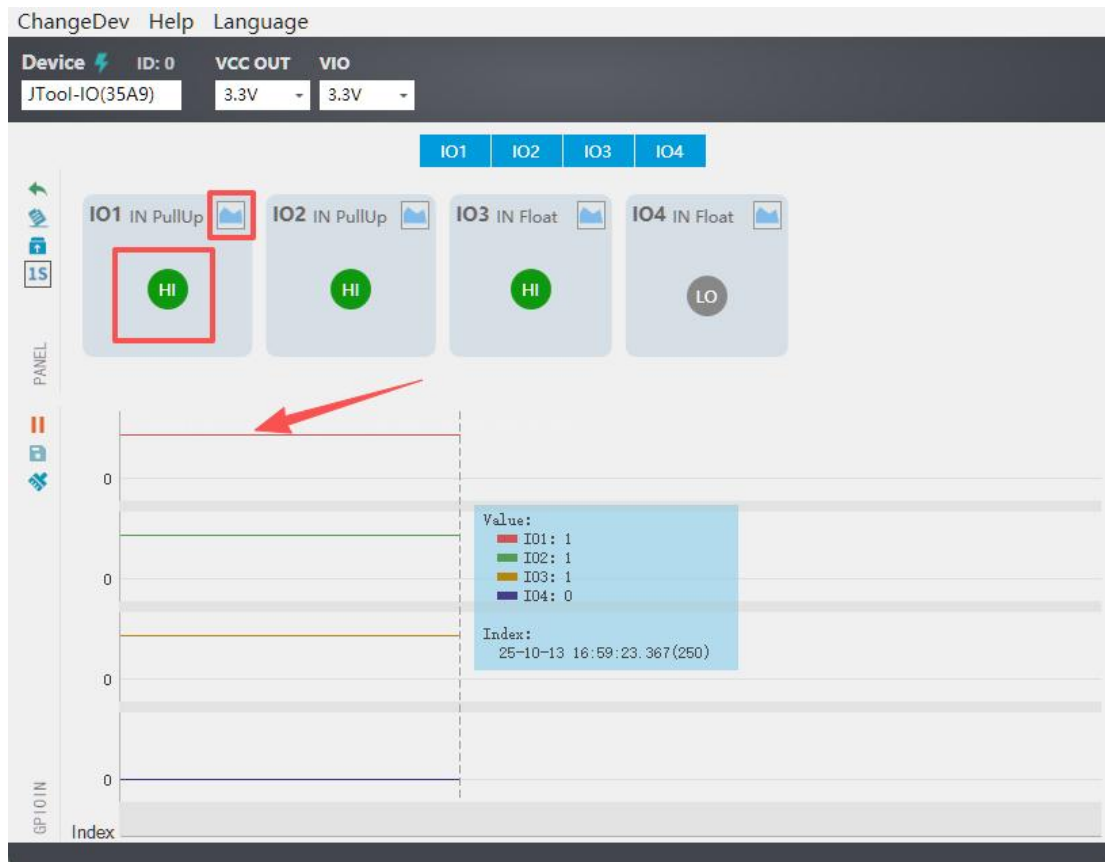 ChangeDev Help Language
Device ID: 0 VCC OUT VIO
JTool-IO(35A9) 3.3V 3.3V
IO1 IO2 IO3 IO4
IO1 IN PullUp IO2 IN PullUp IO3 IN Float IO4 IN Float
1S
HI HI HI LO
PANEL
0
Value:
IO1: 1
IO2: 1
0
IO3: 1
IO4: 0
Index:
25-10-13 16:59:23.367(250)
0
0
GPIOIN
Index